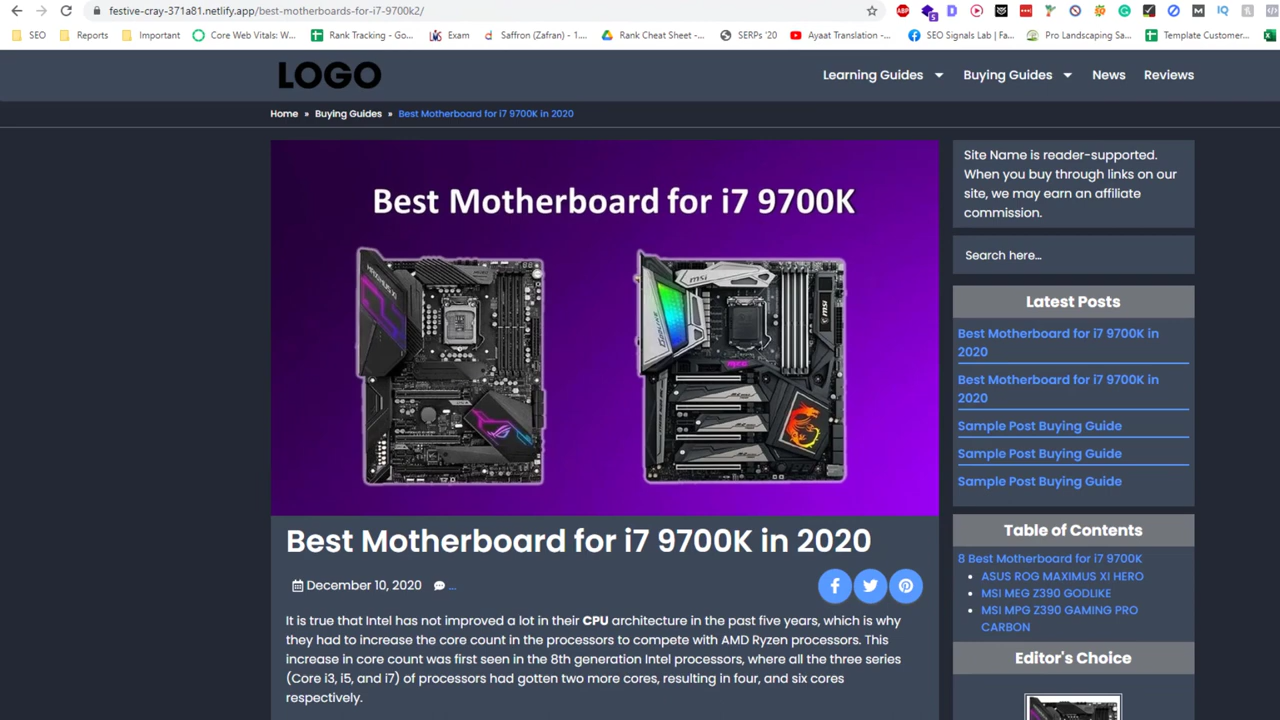 festive-cray-371a81.netlify.app/best-motherboards-for-i7-9700k2/
SEO Reports Important Core Web Vitals: W... Rank Tracking - Go... Exam Saffron (Zafran) - 1.... Rank Cheat Sheet -... SERPs '20 Ayaat Translation -... SEO Signals Lab | Fa... Pro Landscaping Sa... Template Customer...
LOGO
Learning Guides Buying Guides News Reviews
Home » Buying Guides » Best Motherboard for i7 9700K in 2020
Best Motherboard for i7 9700K
Best Motherboard for i7 9700K in 2020
December 10, 2020 ...
It is true that Intel has not improved a lot in their CPU architecture in the past five years, which is why
they had to increase the core count in the processors to compete with AMD Ryzen processors. This
increase in core count was first seen in the 8th generation Intel processors, where all the three series
(Core i3, i5, and i7) of processors had gotten two more cores, resulting in four, and six cores
respectively.
Site Name is reader-supported.
When you buy through links on our
site, we may earn an affiliate
commission.
Search here...
Latest Posts
Best Motherboard for i7 9700K in
2020
Best Motherboard for i7 9700K in
2020
Sample Post Buying Guide
Sample Post Buying Guide
Sample Post Buying Guide
Table of Contents
8 Best Motherboard for i7 9700K
ASUS ROG MAXIMUS XI HERO
MSI MEG Z390 GODLIKE
MSI MPG Z390 GAMING PRO
CARBON
Editor's Choice